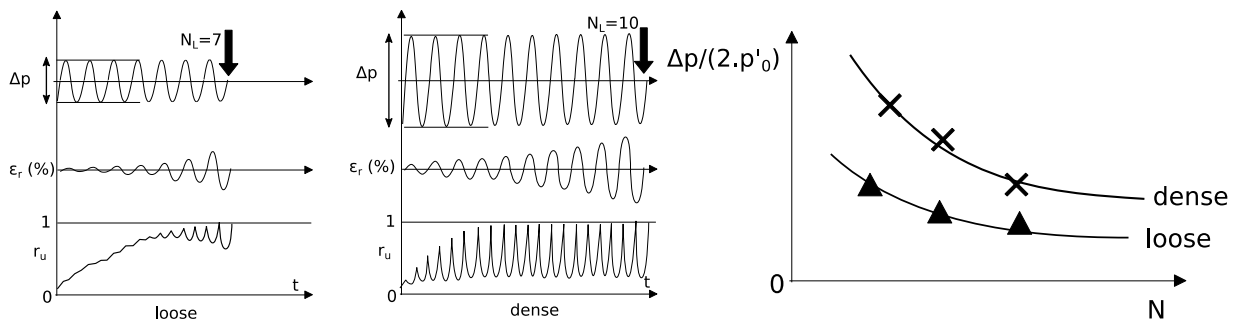 N_L=7
Δp
ε_r (%)
1
r_u
0
t
loose
N_L=10
Δp
ε_r (%)
1
r_u
0
t
dense
Δp/(2.p'_0)
dense
loose
0
N